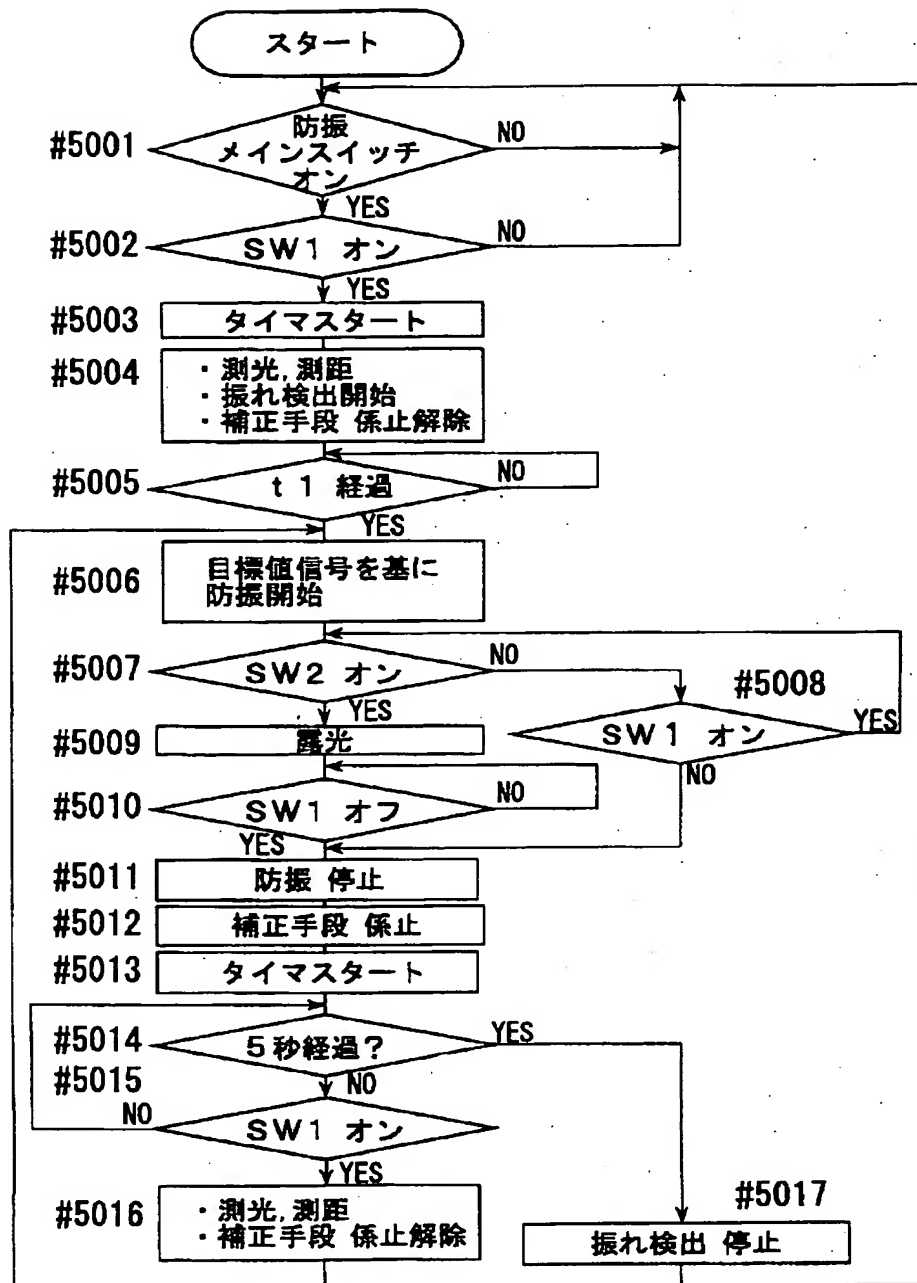 スタート
#5001
防振
メインスイッチ
オン
NO
YES
#5002
SW1 オン
NO
YES
#5003
タイマスタート
#5004
・測光,測距
・振れ検出開始
・補正手段 係止解除
#5005
t1 経過
NO
YES
#5006
目標値信号を基に
防振開始
#5007
SW2 オン
NO
YES
#5008
SW1 オン
YES
NO
#5009
露光
#5010
SW1 オフ
NO
YES
#5011
防振 停止
#5012
補正手段 係止
#5013
タイマスタート
#5014
5秒経過?
YES
NO
#5015
NO
SW1 オン
YES
#5016
・測光,測距
・補正手段 係止解除
#5017
振れ検出 停止